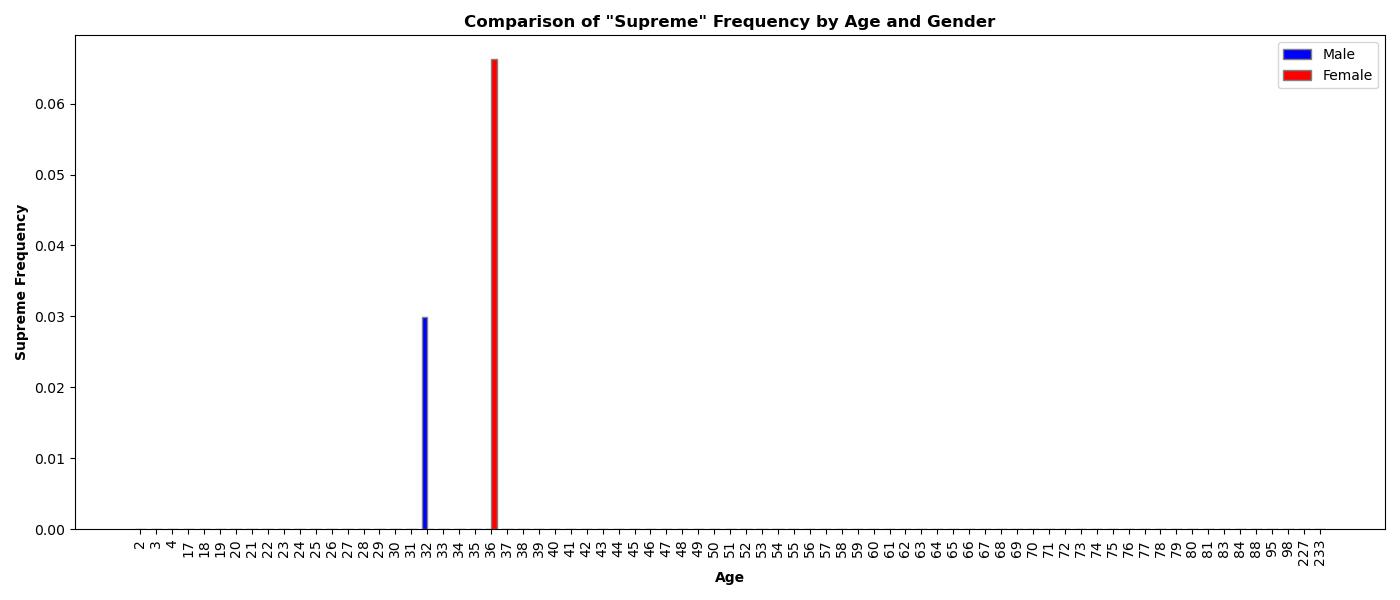 Comparison of "Supreme" Frequency by Age and Gender
Male
Female
Supreme Frequency
0.06
0.05
0.04
0.03
0.02
0.01
0.00
2 3 4 17 18 19 20 21 22 23 24 25 26 27 28 29 30 31 32 33 34 35 36 37 38 39 40 41 42 43 44 45 46 47 48 49 50 51 52 53 54 55 56 57 58 59 60 61 62 63 64 65 66 67 68 69 70 71 72 73 74 75 76 77 78 79 80 81 83 84 88 95 98 227 233
Age